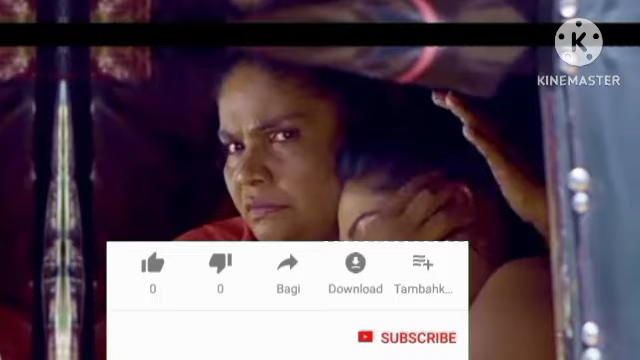 K
KINEMASTER
0 0 Bagi Download Tambahk...
SUBSCRIBE